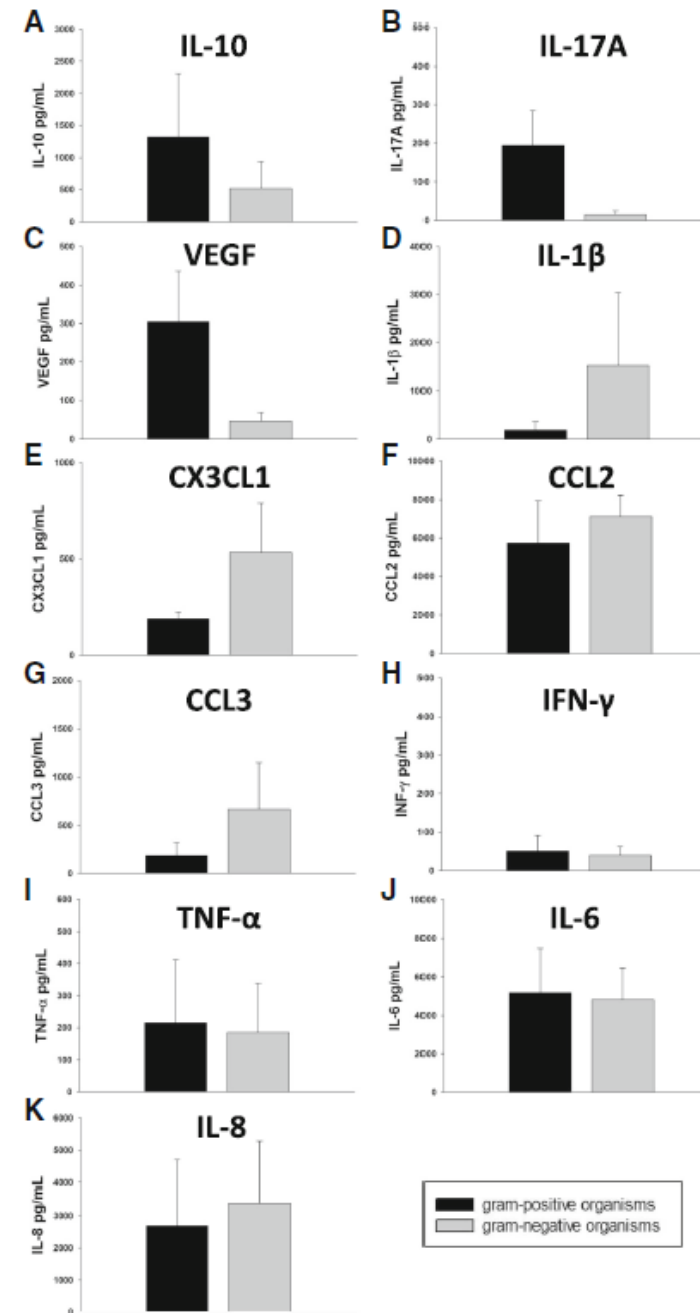 A
IL-10
IL-10 pg/mL
3000
2500
2000
1500
1000
500
0
B
IL-17A
IL-17A pg/mL
500
400
300
200
100
0
C
VEGF
VEGF pg/mL
500
400
300
200
100
0
D
IL-1β
IL-1β pg/mL
4000
3000
2000
1000
0
E
CX3CL1
CX3CL1 pg/mL
1000
500
0
F
CCL2
CCL2 pg/mL
10000
8000
6000
4000
2000
0
G
CCL3
CCL3 pg/mL
2000
1500
1000
500
0
H
IFN-γ
INF-γ pg/mL
500
400
300
200
100
0
I
TNF-α
TNF-α pg/mL
600
500
400
300
200
100
0
J
IL-6
IL-6 pg/mL
10000
8000
6000
4000
2000
0
K
IL-8
IL-8 pg/mL
6000
5000
4000
3000
2000
1000
0
gram-positive organisms
gram-negative organisms